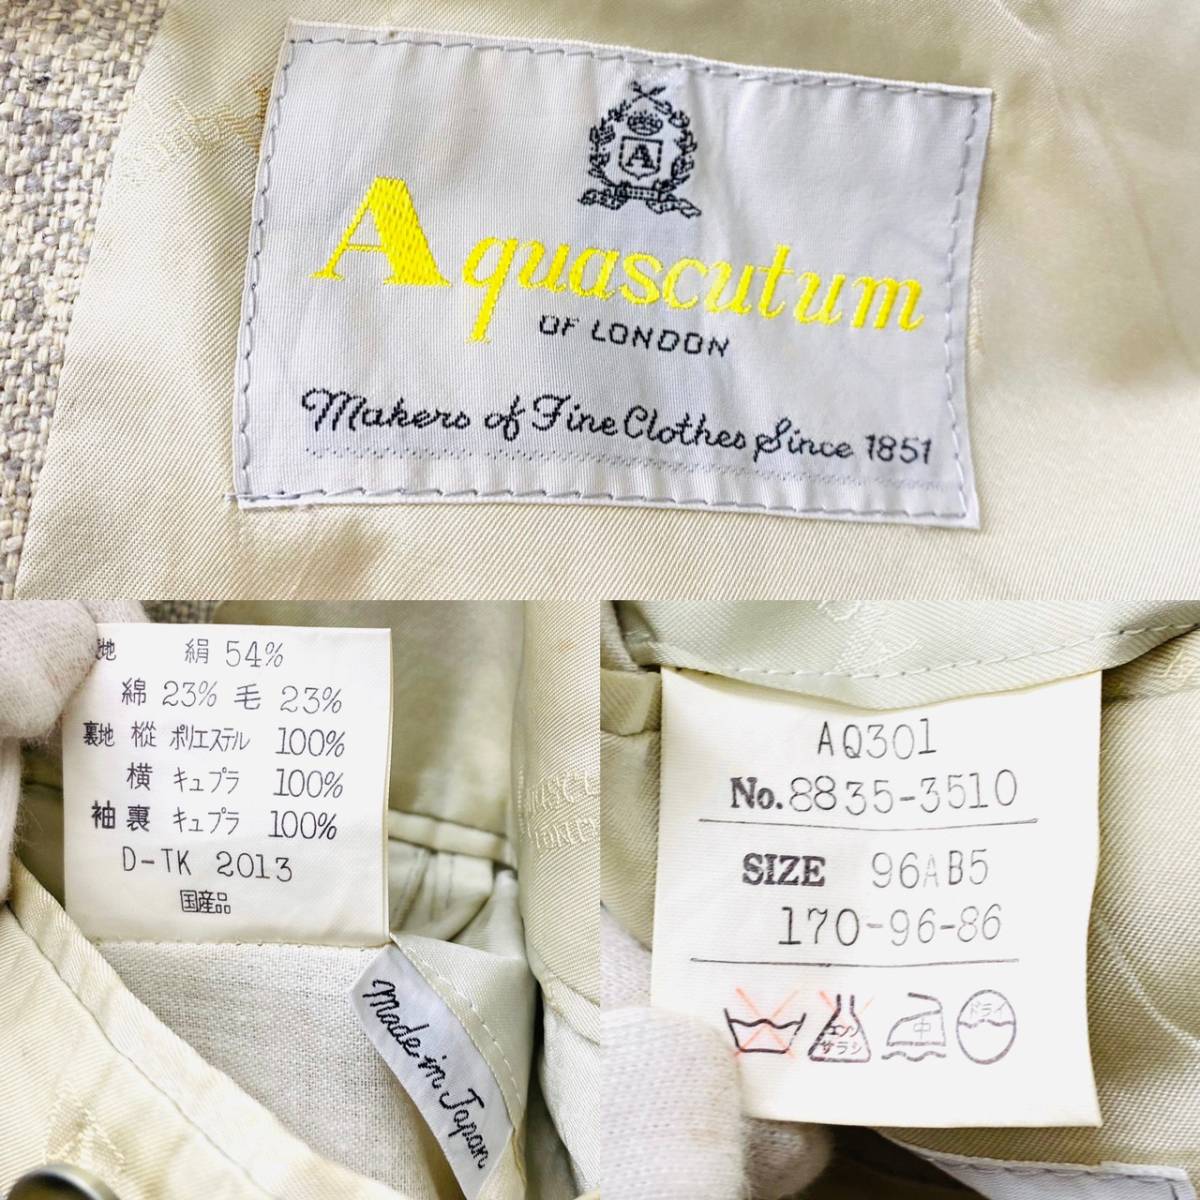 A
Aquascutum
OF LONDON
Makers of Fine Clothes Since 1851
地 絹 54%
綿 23% 毛 23%
裏地 樅 ポリエステル 100%
横 キュプラ 100%
袖裏 キュプラ 100%
D-TK 2013
国産品
Made in Japan
AQ301
No. 8835-3510
SIZE 96AB5
170-96-86
エンソ サラシ 中 ドライ